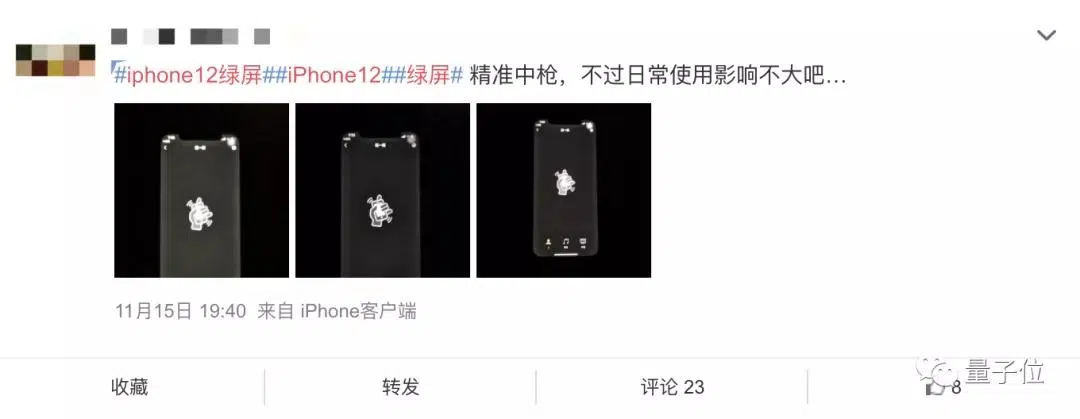 #iphone12绿屏##iPhone12##绿屏# 精准中枪，不过日常使用影响不大吧…
11月15日 19:40 来自 iPhone客户端
收藏
转发
评论 23
8
量子位